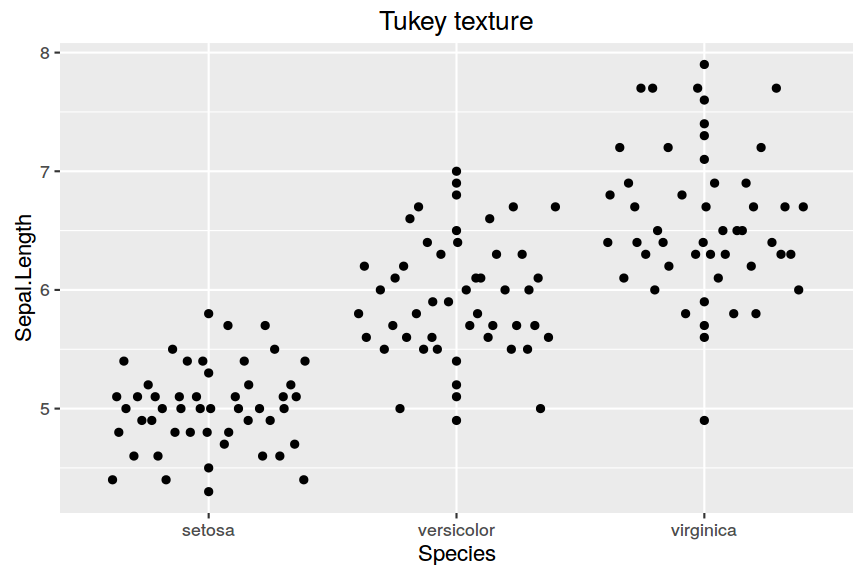 Tukey texture
8
7
6
5
Sepal.Length
setosa versicolor virginica
Species